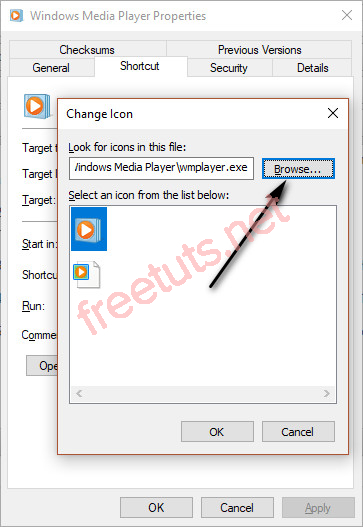 Windows Media Player Properties
Checksums Previous Versions
General Shortcut Security Details
Change Icon
Look for icons in this file:
indows Media Player\wmplayer.exe Browse...
Select an icon from the list below:
Target
Target
Target:
Start in:
Shortcu
Run:
Comme
Ope
freetuts.net
OK Cancel
OK Cancel Apply